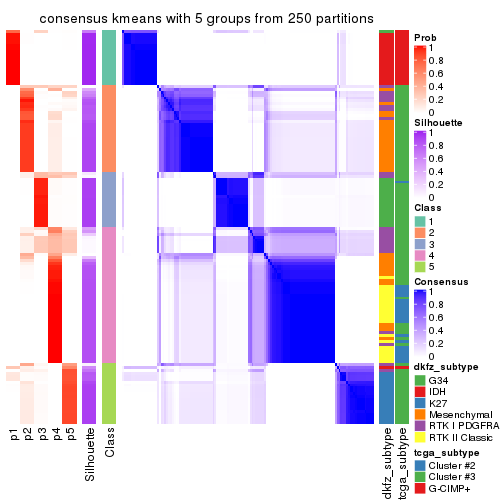 consensus kmeans with 5 groups from 250 partitions
p1
p2
p3
p4
p5
Silhouette
Class
dkfz_subtype
tcga_subtype
Prob
1
0.8
0.6
0.4
0.2
0
Silhouette
1
0.8
0.6
0.4
0.2
0
Class
1
2
3
4
5
Consensus
1
0.8
0.6
0.4
0.2
0
dkfz_subtype
G34
IDH
K27
Mesenchymal
RTK I PDGFRA
RTK II Classic
tcga_subtype
Cluster #2
Cluster #3
G-CIMP+